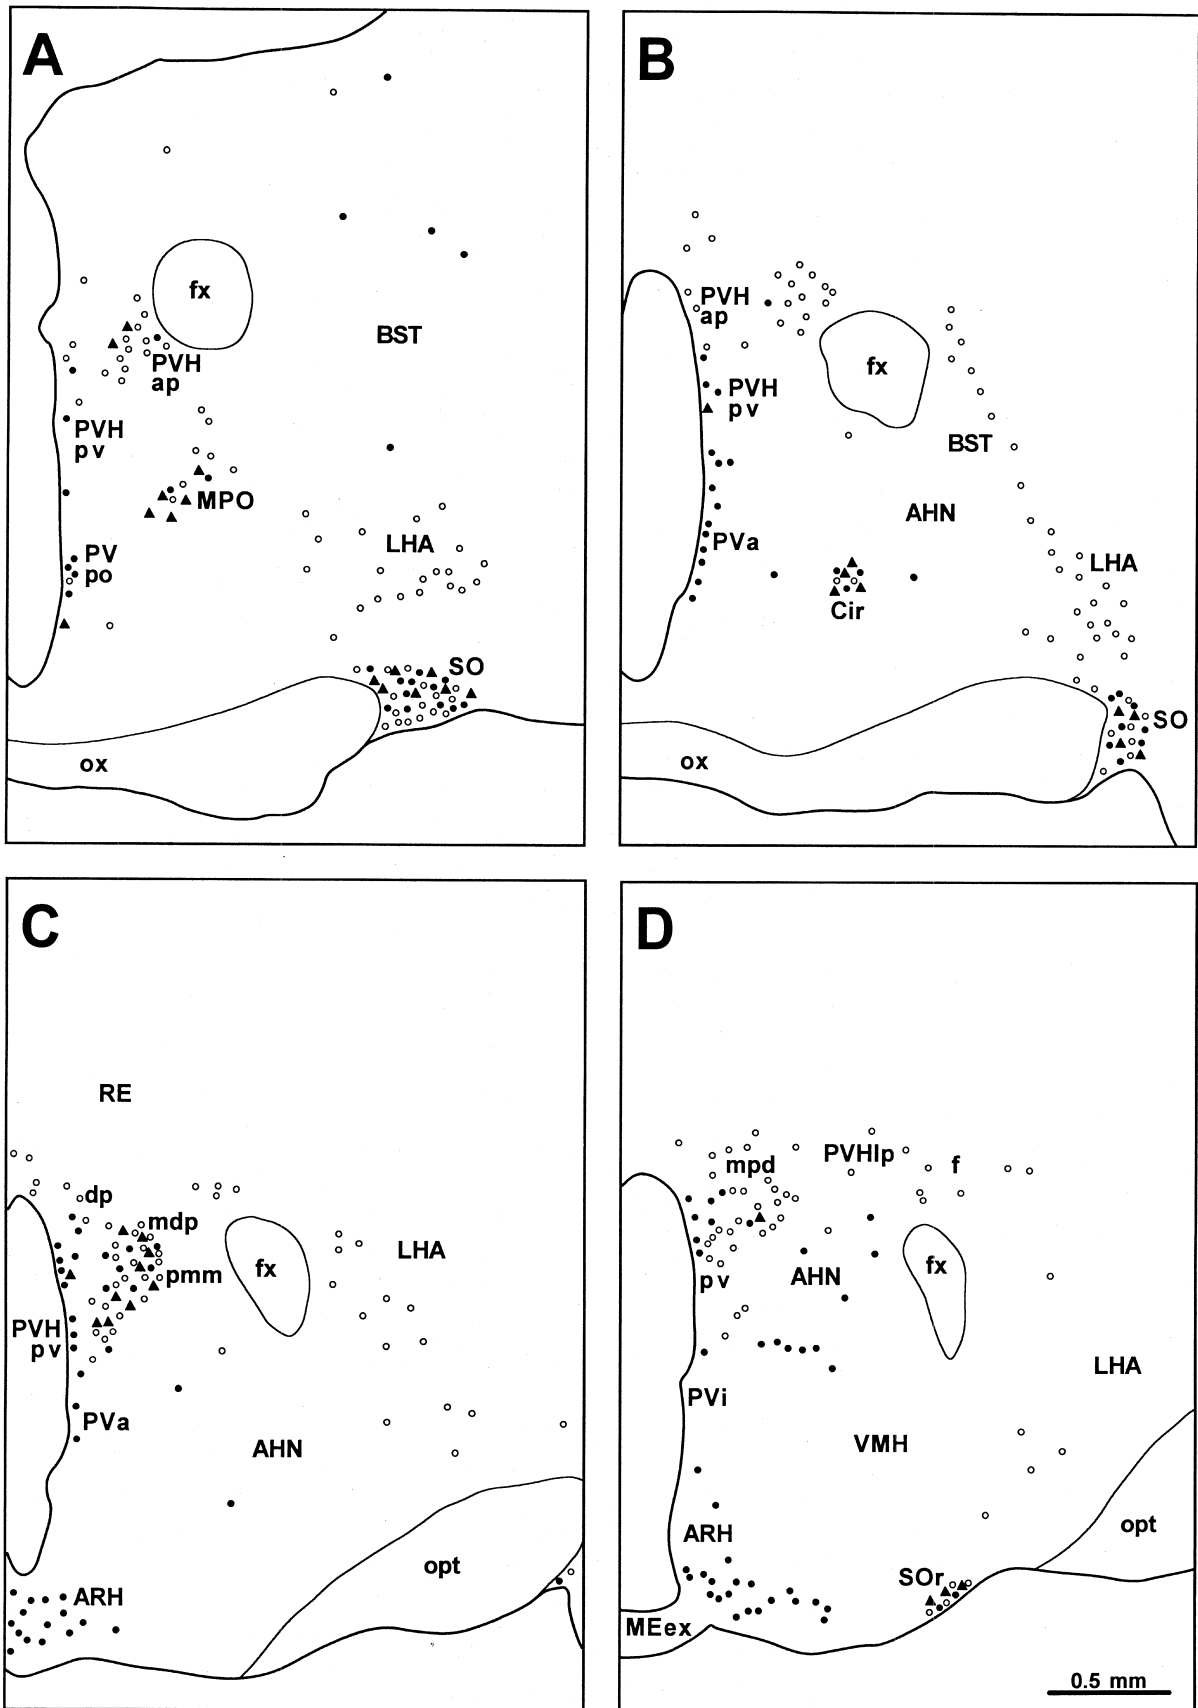 A
fx
BST
PVH
ap
PVH
pv
MPO
LHA
PV
po
SO
ox
B
PVH
ap
fx
PVH
pv
BST
AHN
PVa
LHA
Cir
SO
ox
C
RE
dp
mdp
LHA
fx
pmm
PVH
pv
PVa
AHN
opt
ARH
D
PVHlp
mpd
f
fx
pv
AHN
LHA
PVi
VMH
opt
ARH
SOr
MEex
0.5 mm